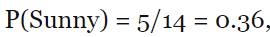 P(Sunny) = 5/14 = 0.36,